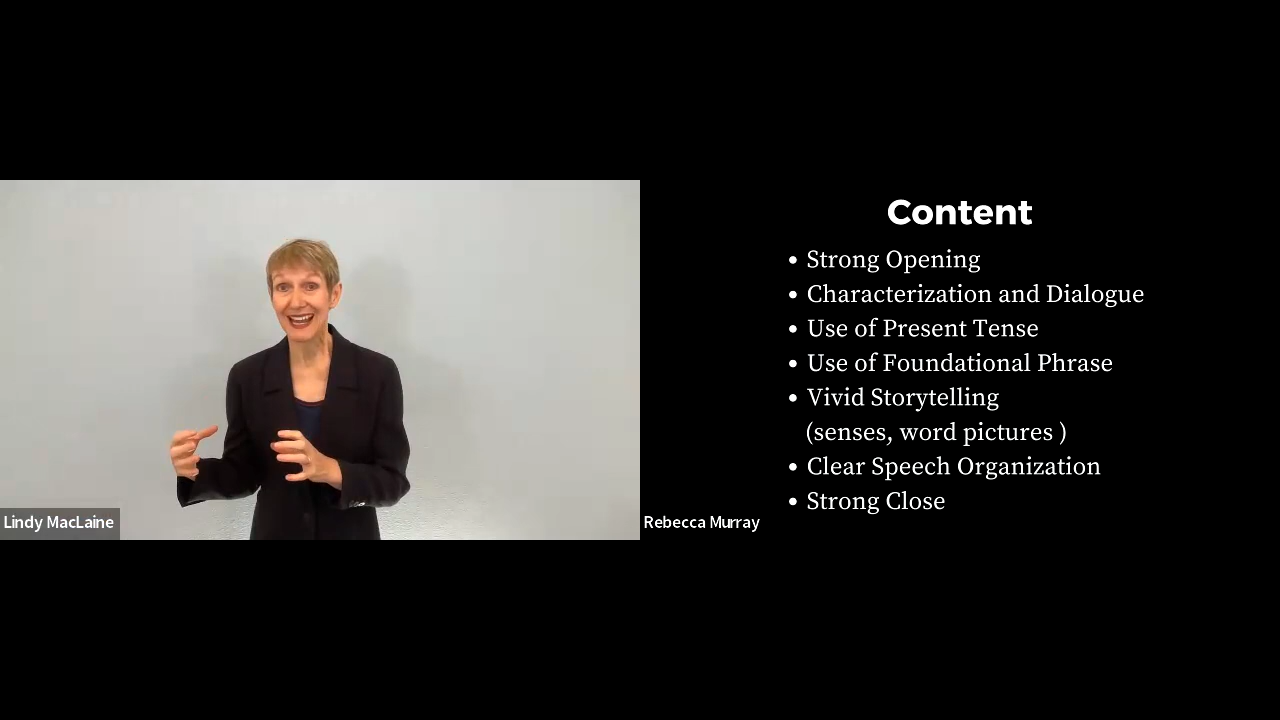 Content
• Strong Opening
• Characterization and Dialogue
• Use of Present Tense
• Use of Foundational Phrase
• Vivid Storytelling
(senses, word pictures )
• Clear Speech Organization
• Strong Close
Lindy MacLaine
Rebecca Murray